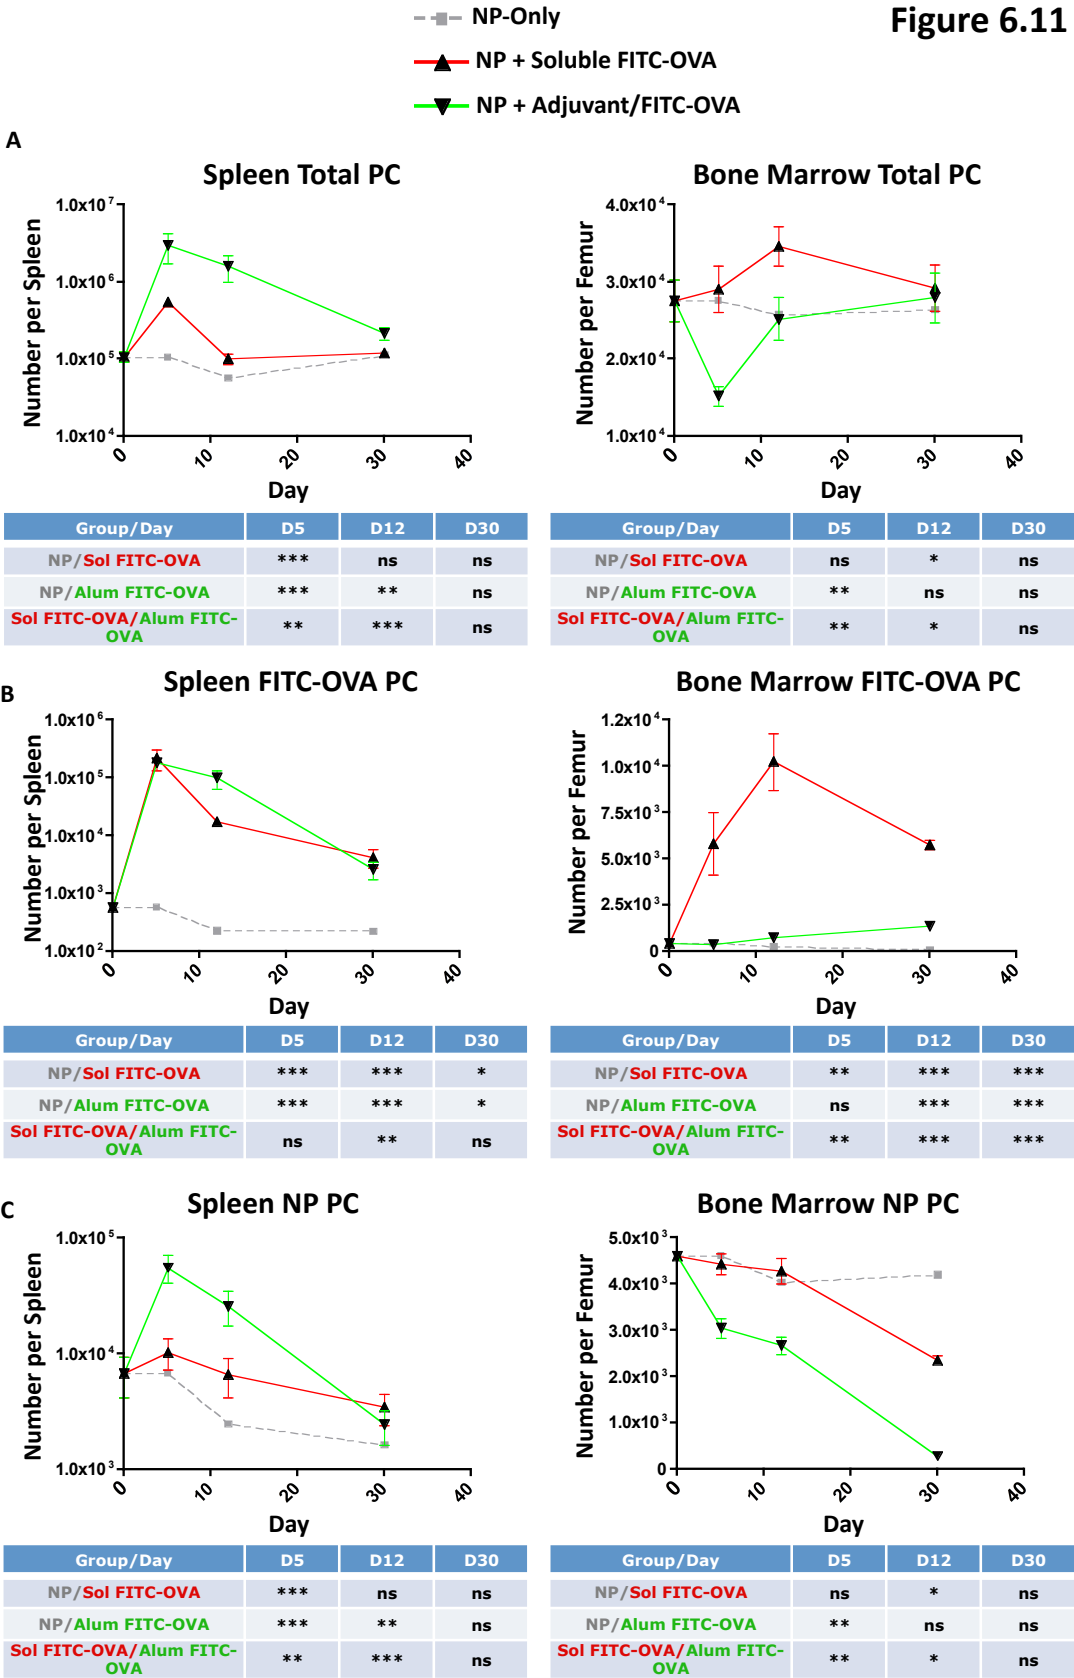 NP-Only
Figure 6.11
NP + Soluble FITC-OVA
NP + Adjuvant/FITC-OVA
A
Spleen Total PC
Number per Spleen
1.0x10⁷
1.0x10⁶
1.0x10⁵
1.0x10⁴
0 10 20 30 40
Day
Bone Marrow Total PC
Number per Femur
4.0x10⁴
3.0x10⁴
2.0x10⁴
1.0x10⁴
0 10 20 30 40
Day
Group/Day D5 D12 D30
NP/Sol FITC-OVA *** ns ns
NP/Alum FITC-OVA *** ** ns
Sol FITC-OVA/Alum FITC-
OVA ** *** ns
Group/Day D5 D12 D30
NP/Sol FITC-OVA ns * ns
NP/Alum FITC-OVA ** ns ns
Sol FITC-OVA/Alum FITC-
OVA ** * ns
B
Spleen FITC-OVA PC
Number per Spleen
1.0x10⁶
1.0x10⁵
1.0x10⁴
1.0x10³
1.0x10²
0 10 20 30 40
Day
Bone Marrow FITC-OVA PC
Number per Femur
1.2x10⁴
1.0x10⁴
7.5x10³
5.0x10³
2.5x10³
0
0 10 20 30 40
Day
Group/Day D5 D12 D30
NP/Sol FITC-OVA *** *** *
NP/Alum FITC-OVA *** *** *
Sol FITC-OVA/Alum FITC-
OVA ns ** ns
Group/Day D5 D12 D30
NP/Sol FITC-OVA ** *** ***
NP/Alum FITC-OVA ns *** ***
Sol FITC-OVA/Alum FITC-
OVA ** *** ***
C
Spleen NP PC
Number per Spleen
1.0x10⁵
1.0x10⁴
1.0x10³
0 10 20 30 40
Day
Bone Marrow NP PC
Number per Femur
5.0x10³
4.0x10³
3.0x10³
2.0x10³
1.0x10³
0
0 10 20 30 40
Day
Group/Day D5 D12 D30
NP/Sol FITC-OVA *** ns ns
NP/Alum FITC-OVA *** ** ns
Sol FITC-OVA/Alum FITC-
OVA ** *** ns
Group/Day D5 D12 D30
NP/Sol FITC-OVA ns * ns
NP/Alum FITC-OVA ** ns ns
Sol FITC-OVA/Alum FITC-
OVA ** * ns